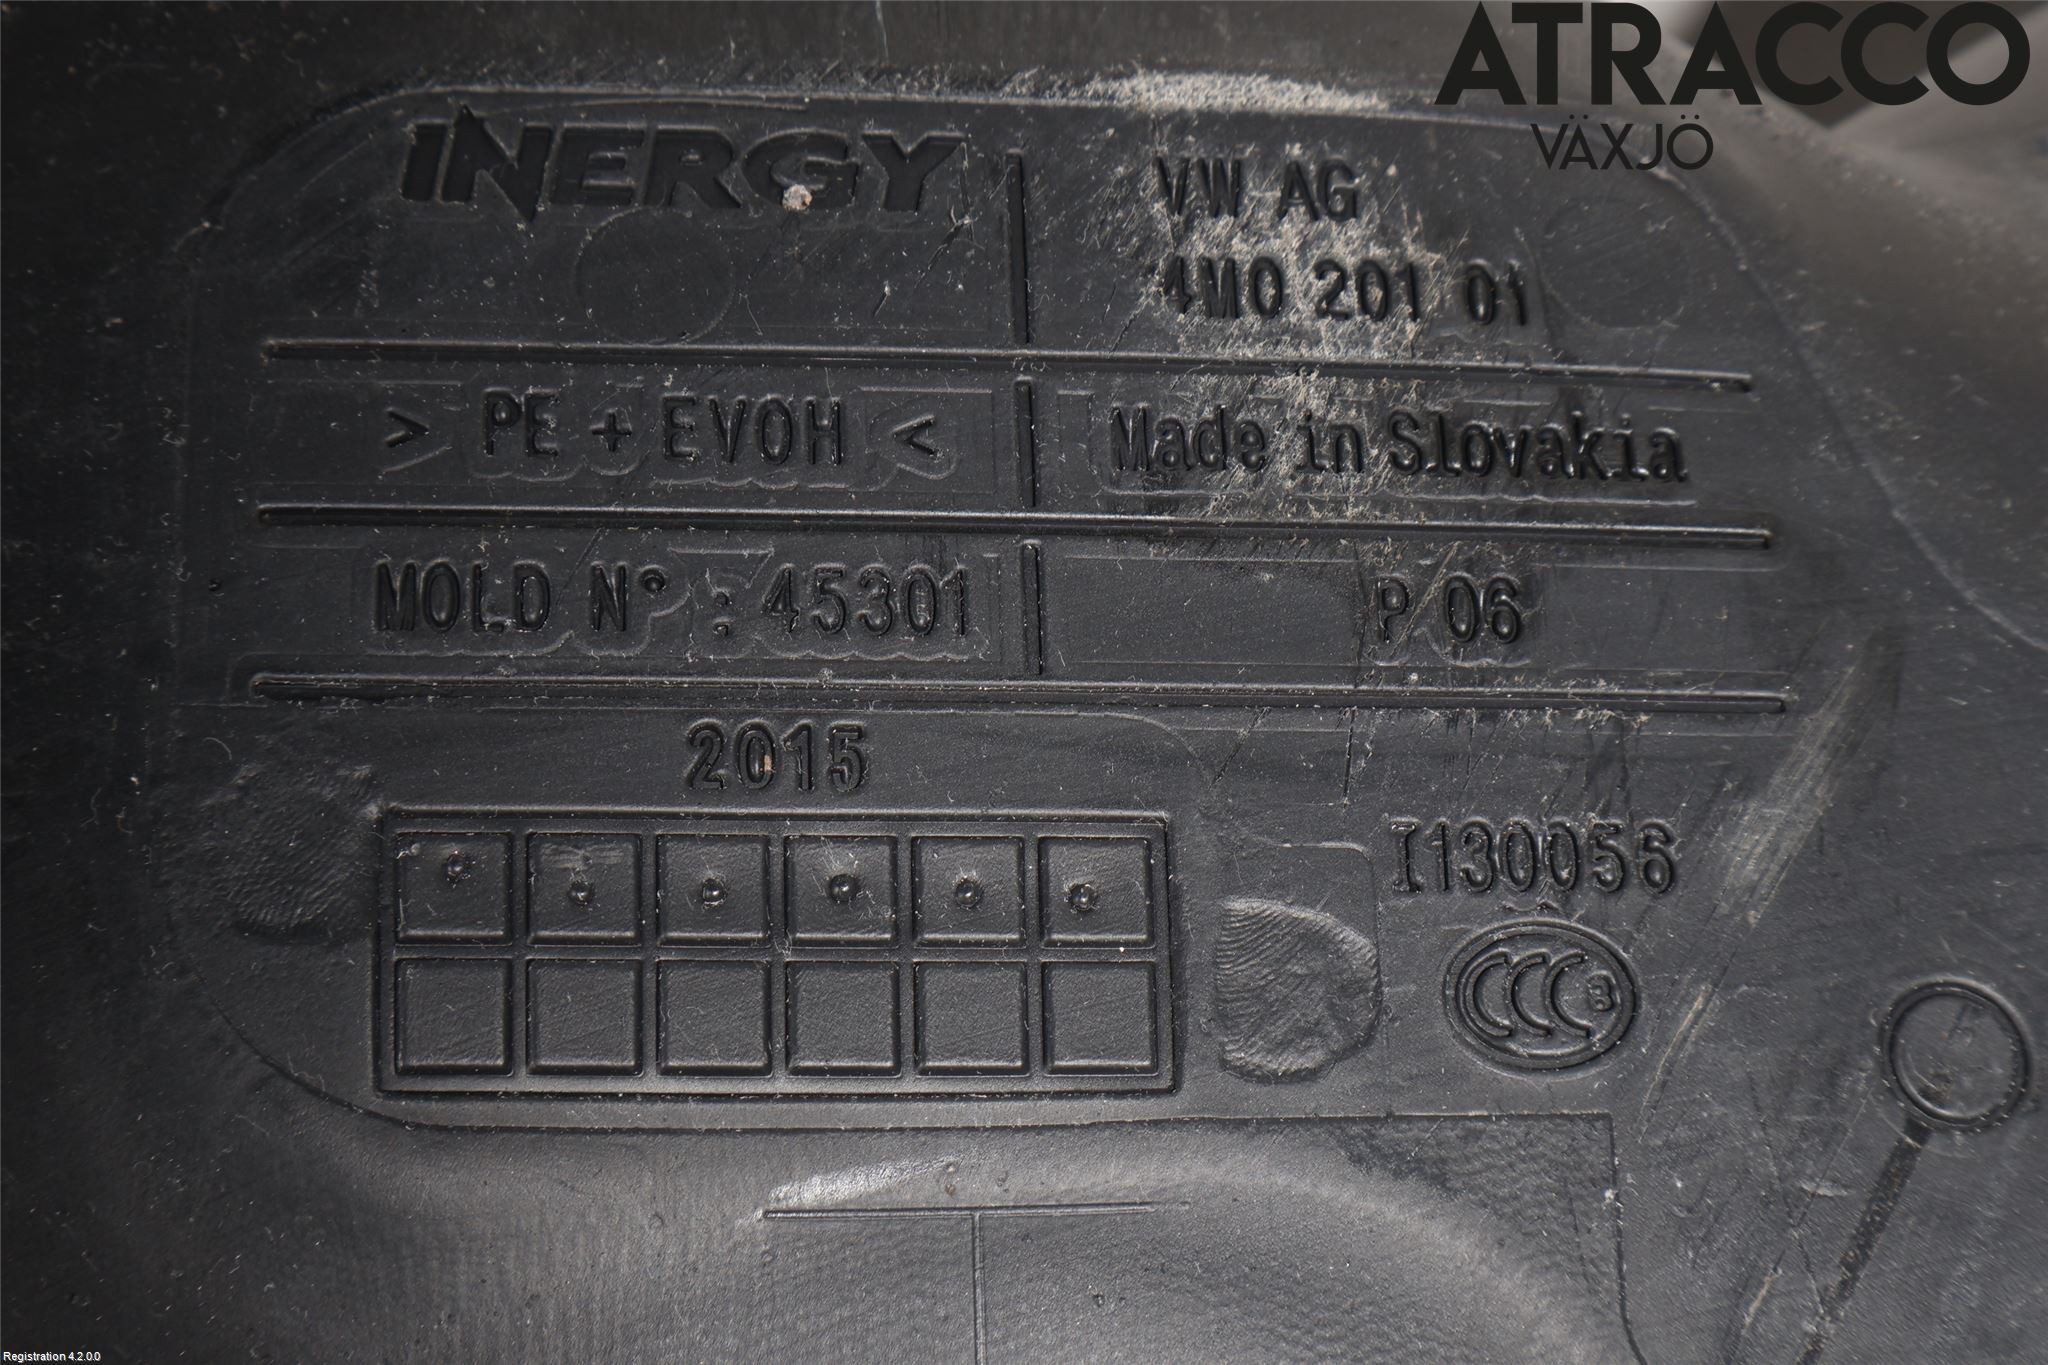 ATRACCO
VÄXJÖ
INERGY
VW AG
4M0 201 01
> PE + EVOH <
Made in Slovakia
MOLD N° : 45301
P 06
2015
I130056
CCC
Registration 4.2.0.0